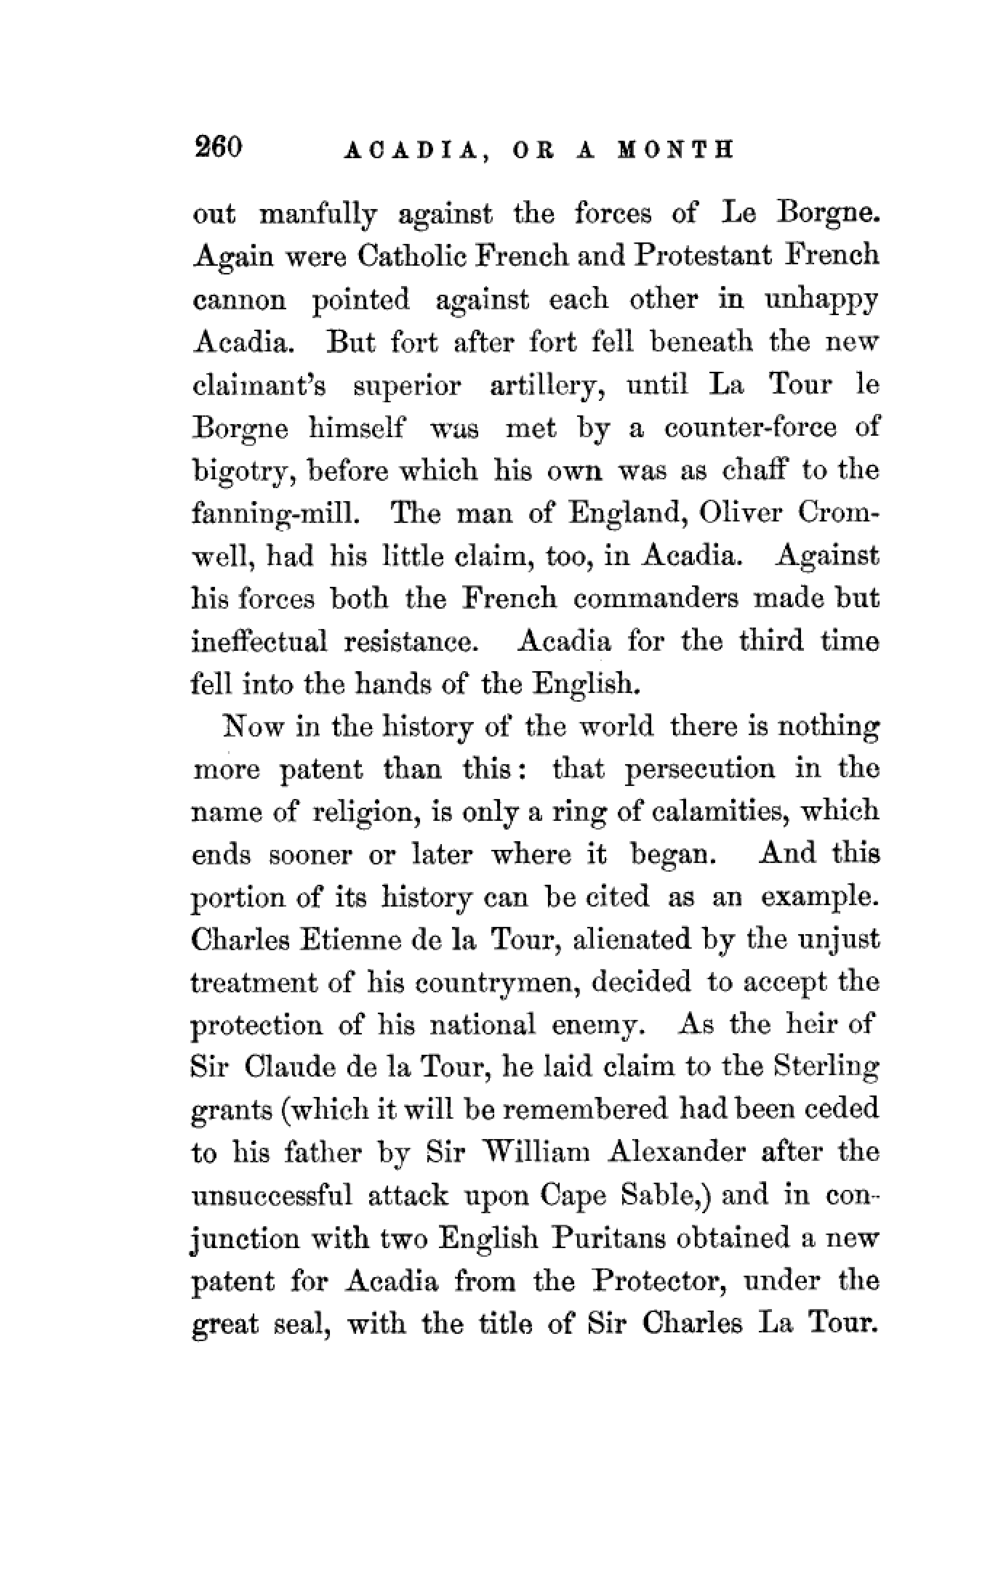 260 ACADIA, OR A MONTH
out manfully against the forces of Le Borgne.
Again were Catholic French and Protestant French
cannon pointed against each other in unhappy
Acadia. But fort after fort fell beneath the new
claimant's superior artillery, until La Tour le
Borgne himself was met by a counter-force of
bigotry, before which his own was as chaff to the
fanning-mill. The man of England, Oliver Crom-
well, had his little claim, too, in Acadia. Against
his forces both the French commanders made but
ineffectual resistance. Acadia for the third time
fell into the hands of the English.
Now in the history of the world there is nothing
more patent than this: that persecution in the
name of religion, is only a ring of calamities, which
ends sooner or later where it began. And this
portion of its history can be cited as an example.
Charles Etienne de la Tour, alienated by the unjust
treatment of his countrymen, decided to accept the
protection of his national enemy. As the heir of
Sir Claude de la Tour, he laid claim to the Sterling
grants (which it will be remembered had been ceded
to his father by Sir William Alexander after the
unsuccessful attack upon Cape Sable,) and in con-
junction with two English Puritans obtained a new
patent for Acadia from the Protector, under the
great seal, with the title of Sir Charles La Tour.